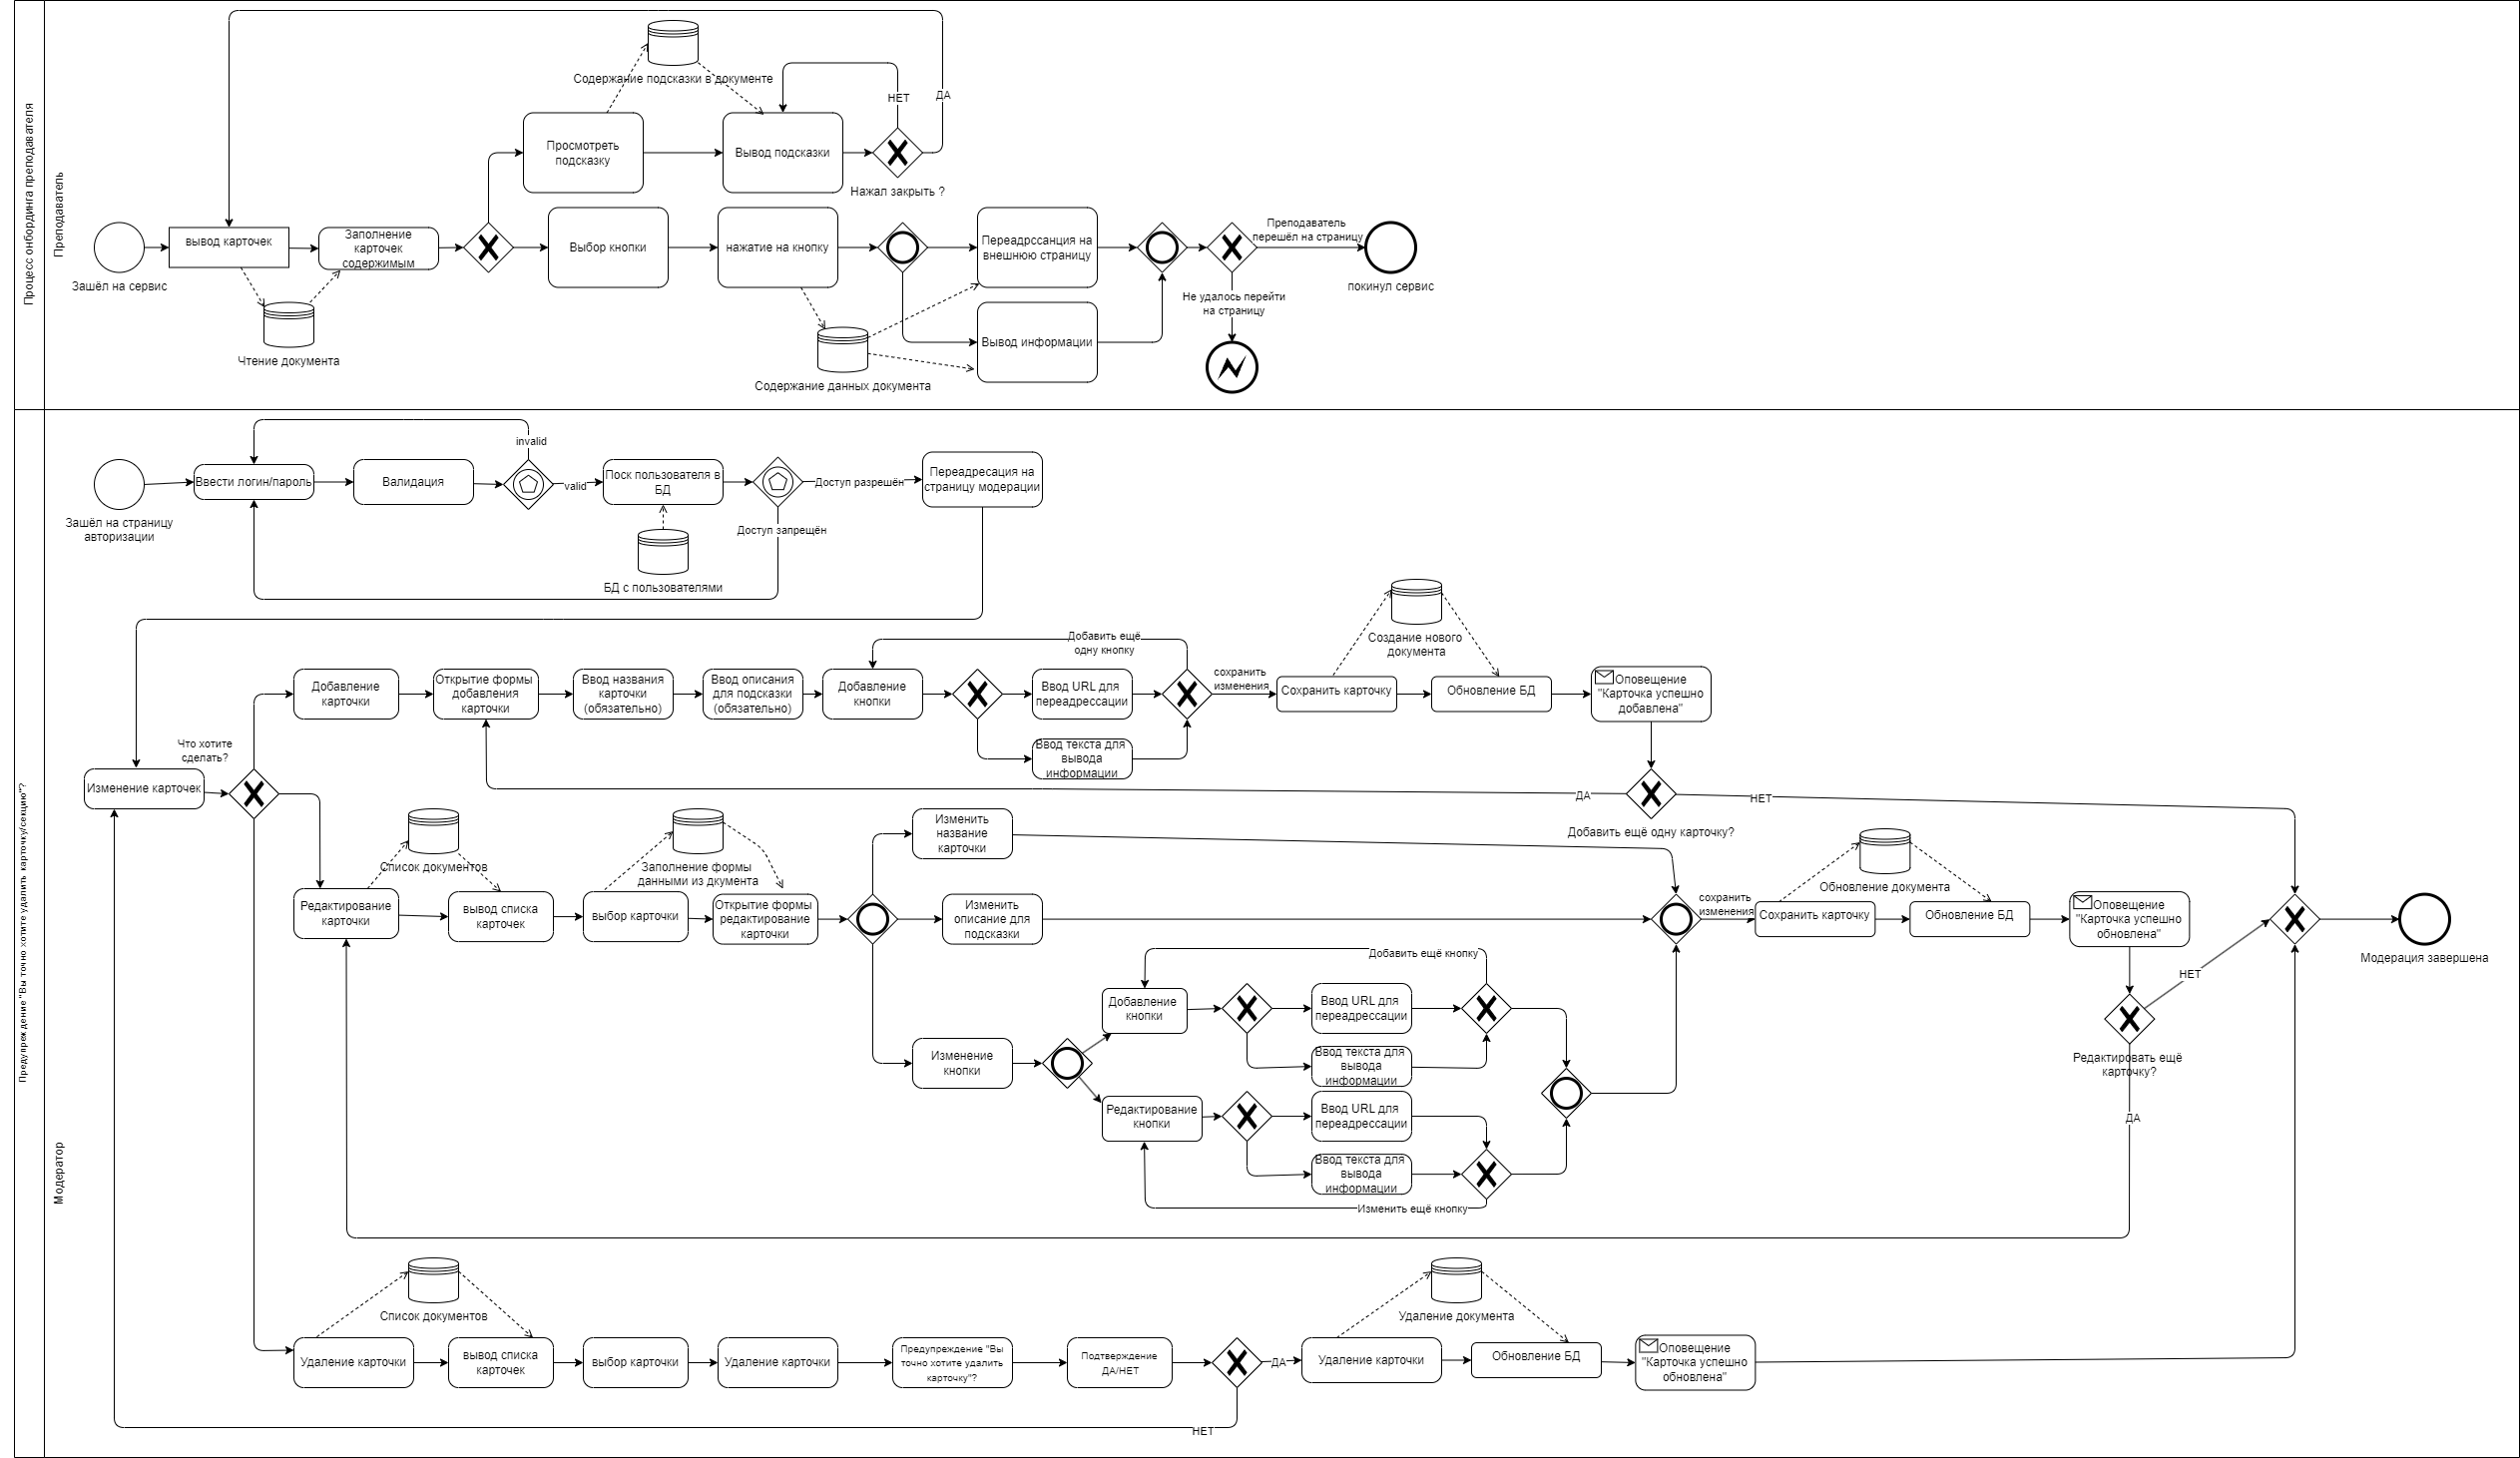 Процесс онбординга преподавателя
Преподаватель
Содержание подсказки в документе
НЕТ
ДА
Просмотреть
подсказку
Вывод подсказки
Нажал закрыть ?
Зашёл на сервис
вывод карточек
Заполнение
карточек
содержимым
Выбор кнопки
нажатие на кнопку
Переадрссанция на
внешнюю страницу
Преподаватель
перешёл на страницу
покинул сервис
Не удалось перейти
на страницу
Чтение документа
Вывод информации
Содержание данных документа
Предупреждение "Вы точно хотите удалить карточку/секцию"?
Модератор
invalid
Зашёл на страницу
авторизации
Ввести логин/пароль
Валидация
valid
Поск пользователя в
БД
Доступ разрешён
Переадресация на
страницу модерации
Доступ запрещён
БД с пользователями
Добавить ещё
одну кнопку
Создание нового
документа
Добавление
карточки
Открытие формы
добавления
карточки
Ввод названия
карточки
(обязательно)
Ввод описания
для подсказки
(обязательно)
Добавление
кнопки
Ввод URL для
переадрессации
сохранить
изменения
Сохранить карточку
Обновление БД
Оповещение
"Карточка успешно
добавлена"
Ввод текста для
вывода
информации
Что хотите
сделать?
Изменение карточек
ДА
НЕТ
Добавить ещё одну карточку?
Изменить
название
карточки
Список документов
Заполнение формы
данными из дкумента
Обновление документа
Редактирование
карточки
вывод списка
карточек
выбор карточки
Открытие формы
редактирование
карточки
Изменить
описание для
подсказки
сохранить
изменения
Сохранить карточку
Обновление БД
Оповещение
"Карточка успешно
обновлена"
Модерация завершена
НЕТ
Добавить ещё кнопку
Добавление
кнопки
Ввод URL для
переадрессации
Редактировать ещё
карточку?
Изменение
кнопки
Ввод текста для
вывода
информации
ДА
Редактирование
кнопки
Ввод URL для
переадрессации
Ввод текста для
вывода
информации
Изменить ещё кнопку
Список документов
Удаление документа
Удаление карточки
вывод списка
карточек
выбор карточки
Удаление карточки
Предупреждение "Вы
точно хотите удалить
карточку"?
Подтверждение
ДА/НЕТ
ДА
Удаление карточки
Обновление БД
Оповещение
"Карточка успешно
обновлена"
НЕТ